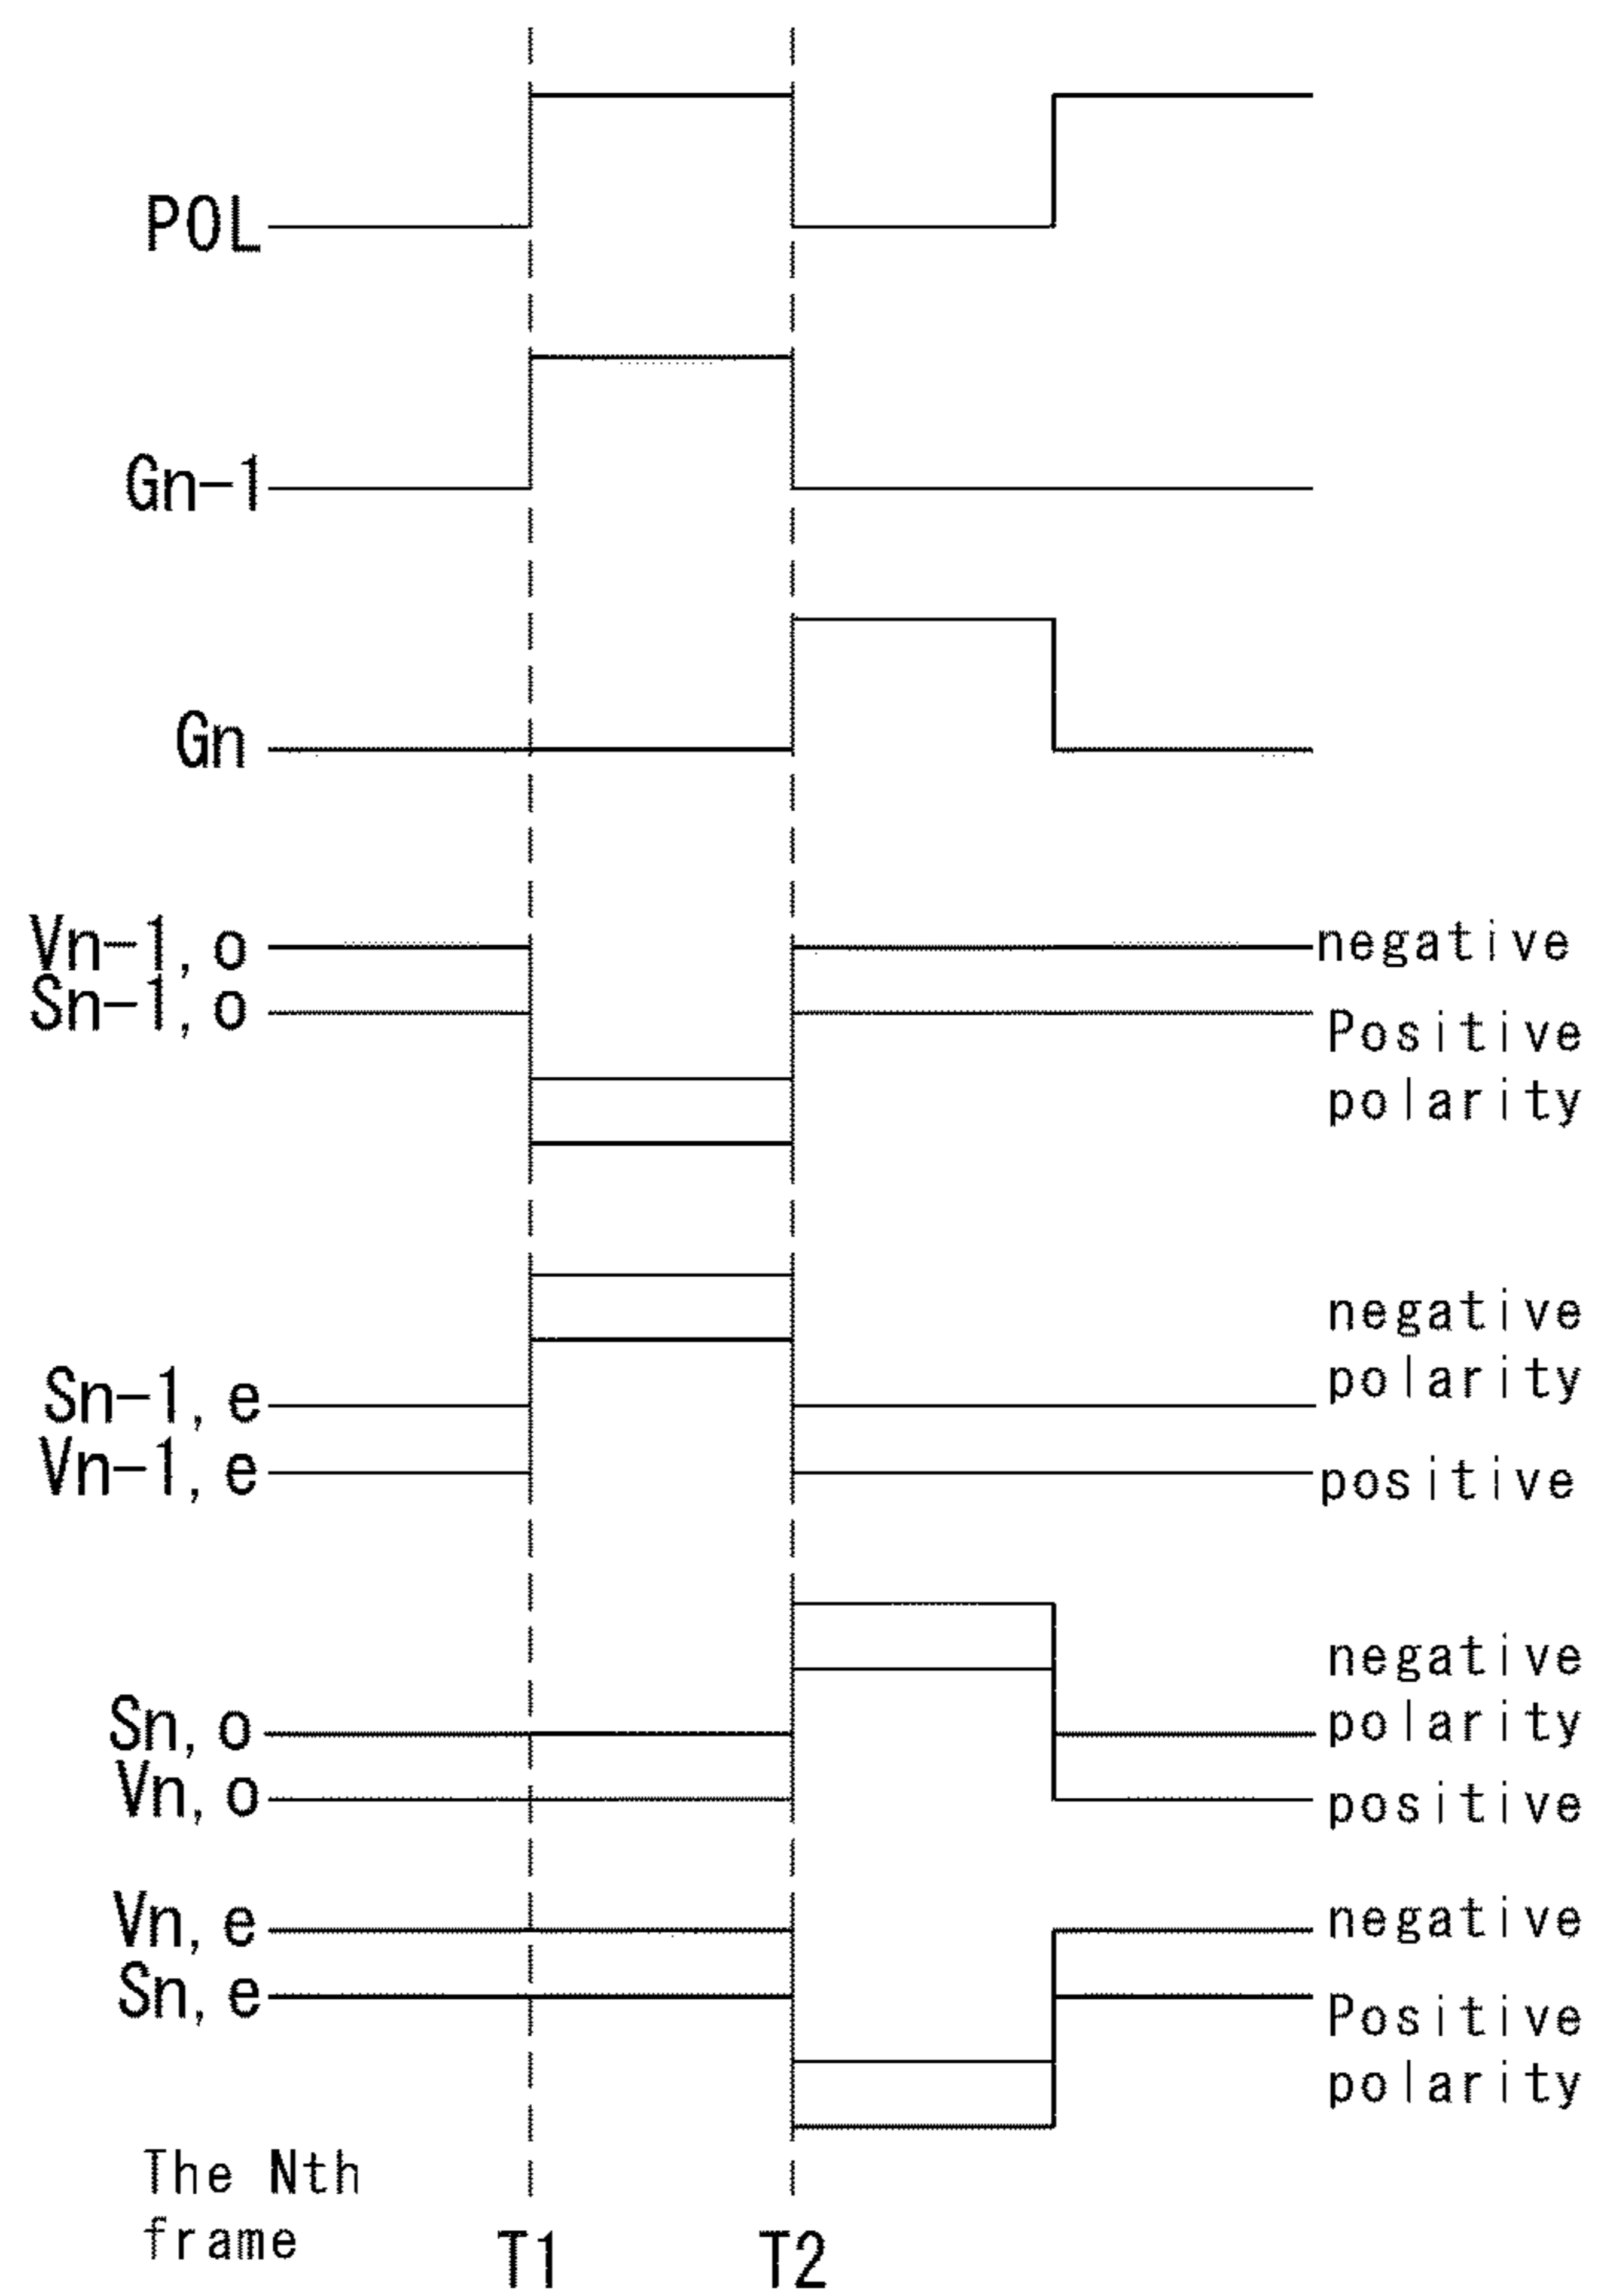 POL
Gn-1
Gn
Vn-1, o
negative
Sn-1, o
Positive
polarity
negative
polarity
Sn-1, e
Vn-1, e
positive
negative
polarity
Sn, o
Vn, o
positive
Vn, e
negative
Sn, e
Positive
polarity
The Nth
frame
T1
T2